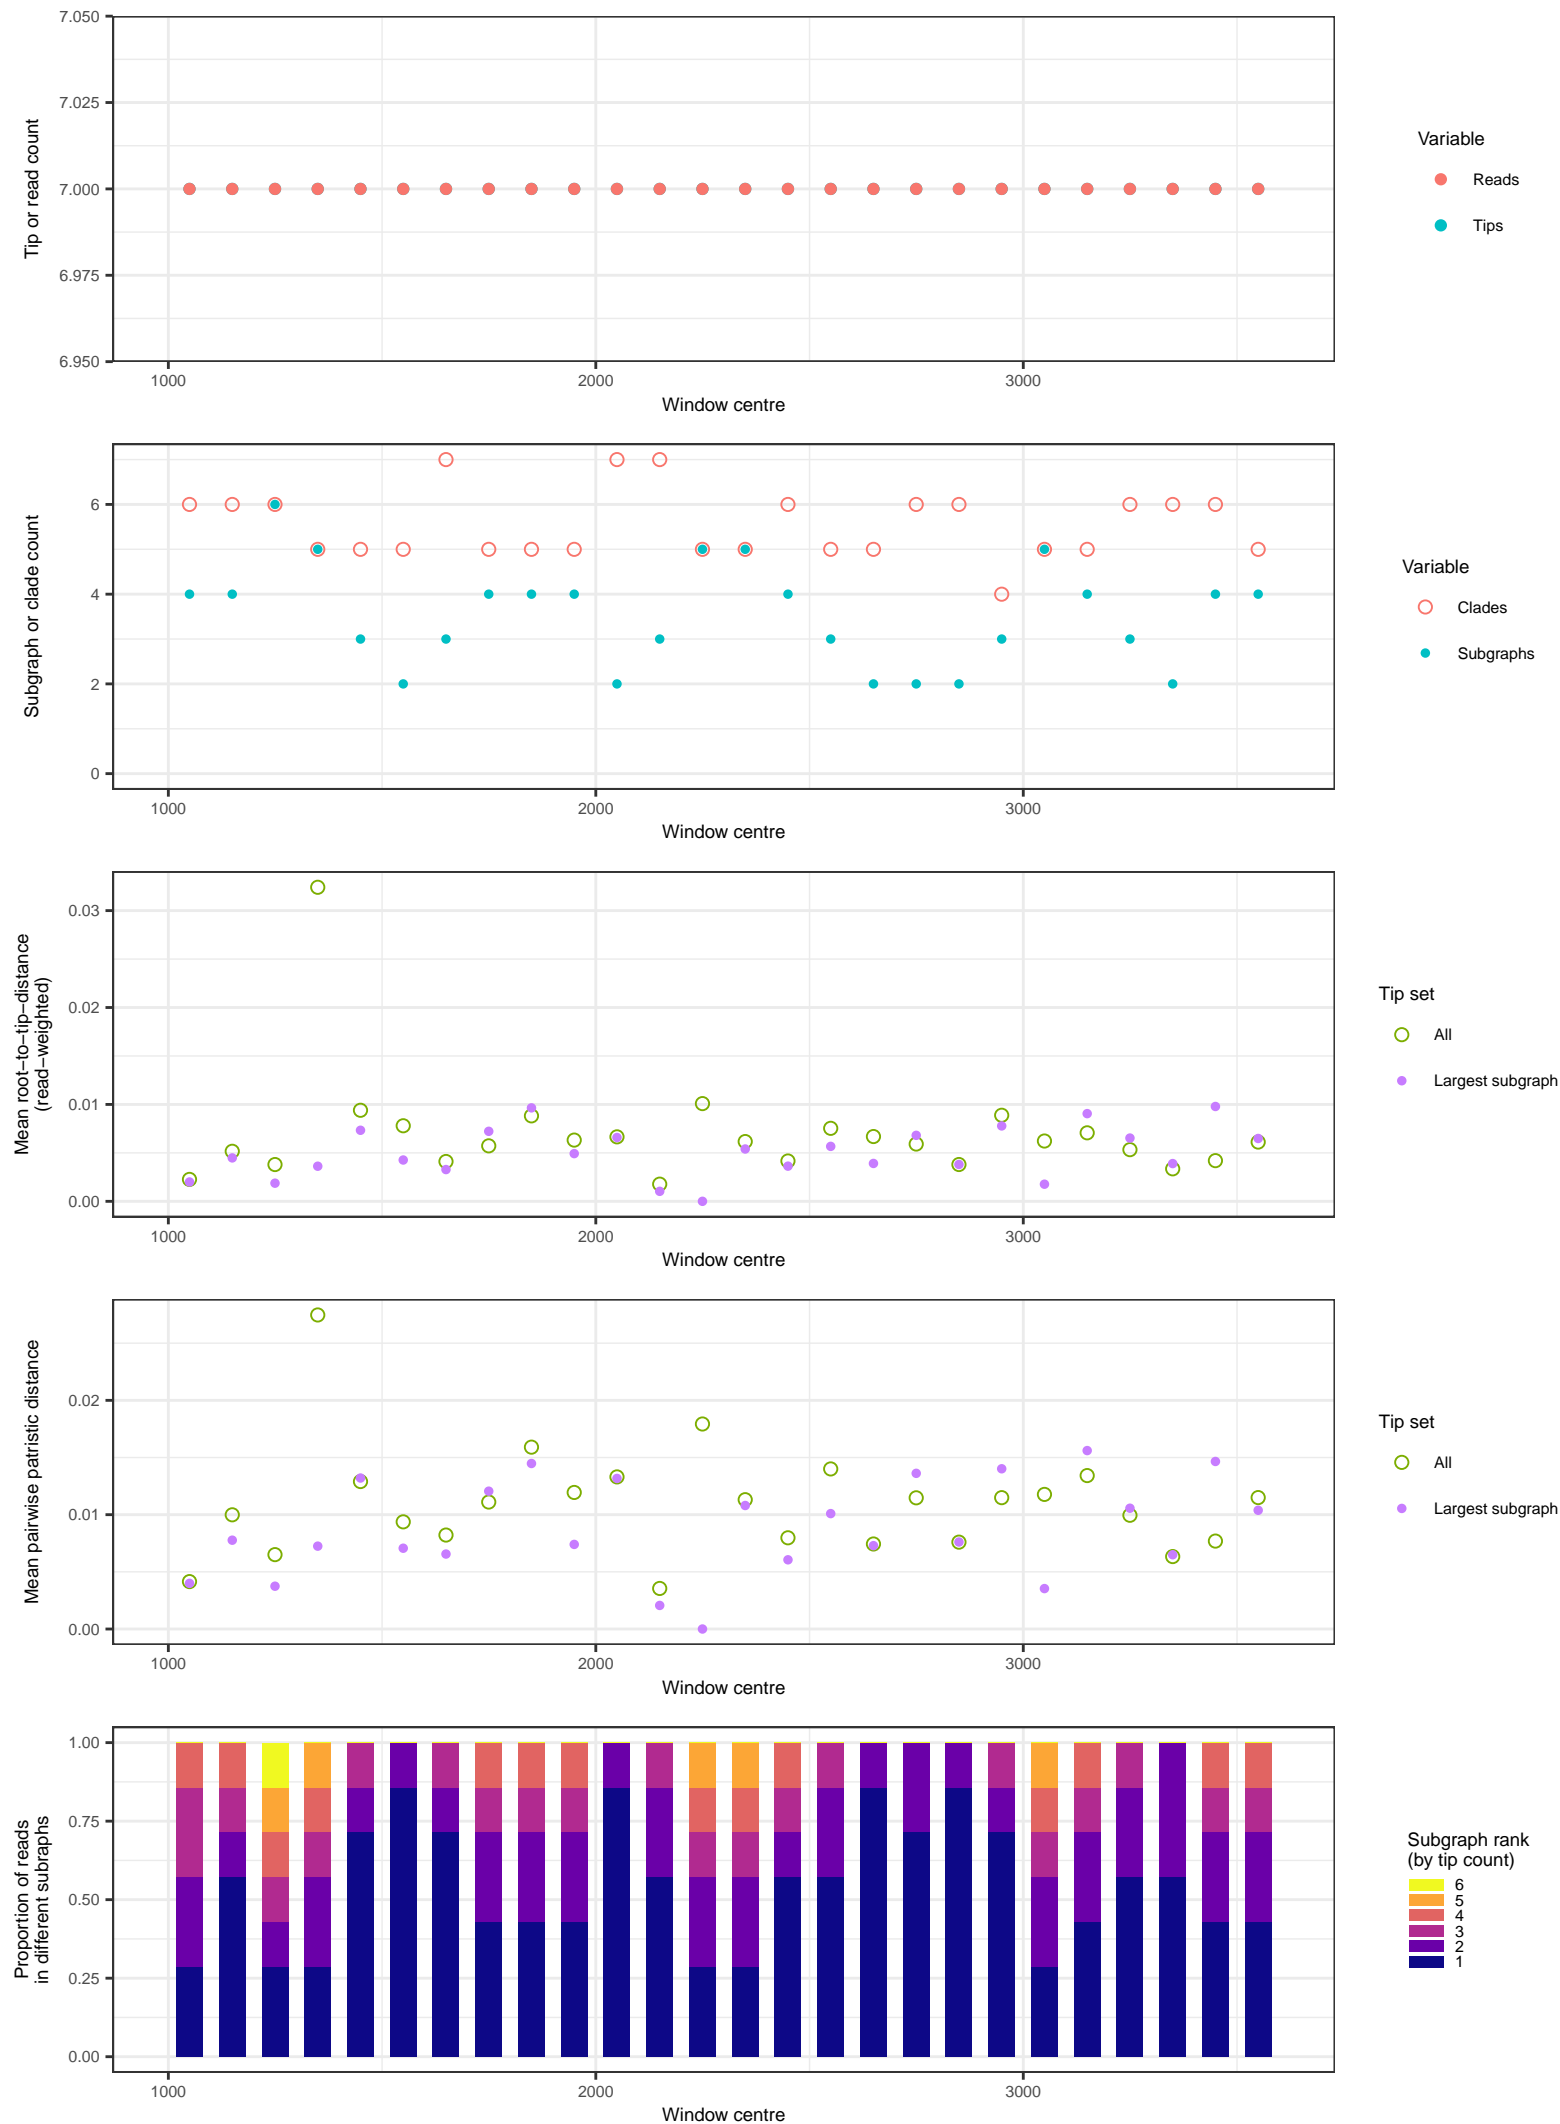 7.050
7.025
7.000
6.975
6.950
Tip or read count
1000
2000
3000
Window centre
Variable
Reads
Tips
6
4
2
0
Subgraph or clade count
1000
2000
3000
Window centre
Variable
Clades
Subgraphs
0.03
0.02
0.01
0.00
Mean root−to−tip−distance
(read−weighted)
1000
2000
3000
Window centre
Tip set
All
Largest subgraph
0.02
0.01
0.00
Mean pairwise patristic distance
1000
2000
3000
Window centre
Tip set
All
Largest subgraph
1.00
0.75
0.50
0.25
0.00
Proportion of reads
in different subraphs
1000
2000
3000
Window centre
Subgraph rank
(by tip count)
6
5
4
3
2
1